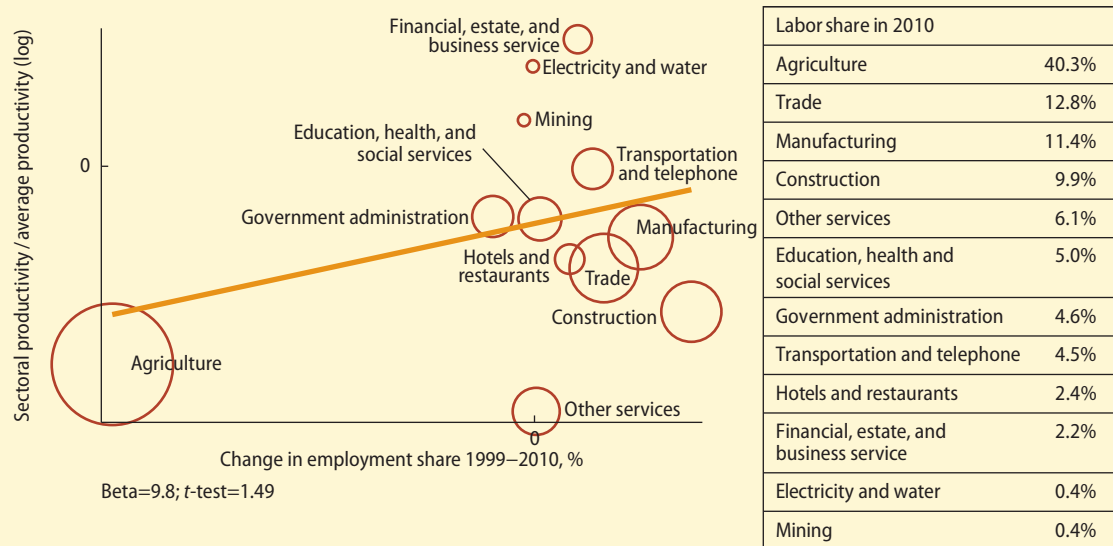 Sectoral productivity / average productivity (log)
0
Financial, estate, and
business service
Electricity and water
Mining
Education, health, and
social services
Transportation
and telephone
Government administration
Manufacturing
Hotels and
restaurants
Trade
Construction
Agriculture
Other services
0
Change in employment share 1999–2010, %
Beta=9.8; t-test=1.49
Labor share in 2010
Agriculture 40.3%
Trade 12.8%
Manufacturing 11.4%
Construction 9.9%
Other services 6.1%
Education, health and 5.0%
social services
Government administration 4.6%
Transportation and telephone 4.5%
Hotels and restaurants 2.4%
Financial, estate, and 2.2%
business service
Electricity and water 0.4%
Mining 0.4%